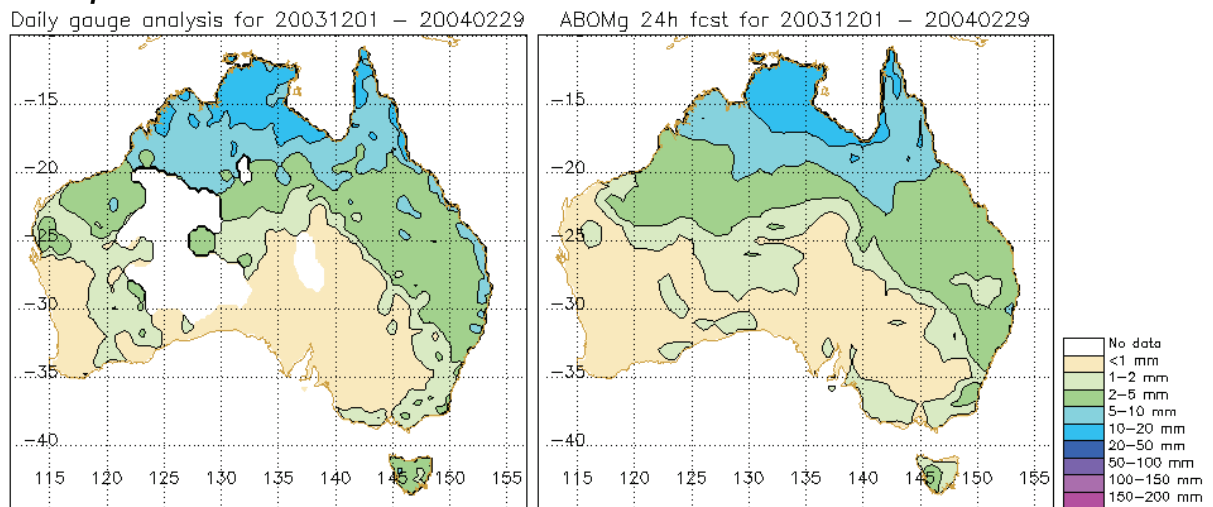 Daily gauge analysis for 20031201 – 20040229
ABOMg 24h fcst for 20031201 – 20040229
-15
-20
-25
-30
-35
-40
115 120 125 130 135 140 145 150 155
-15
-20
-25
-30
-35
-40
115 120 125 130 135 140 145 150 155
No data
<1 mm
1–2 mm
2–5 mm
5–10 mm
10–20 mm
20–50 mm
50–100 mm
100–150 mm
150–200 mm